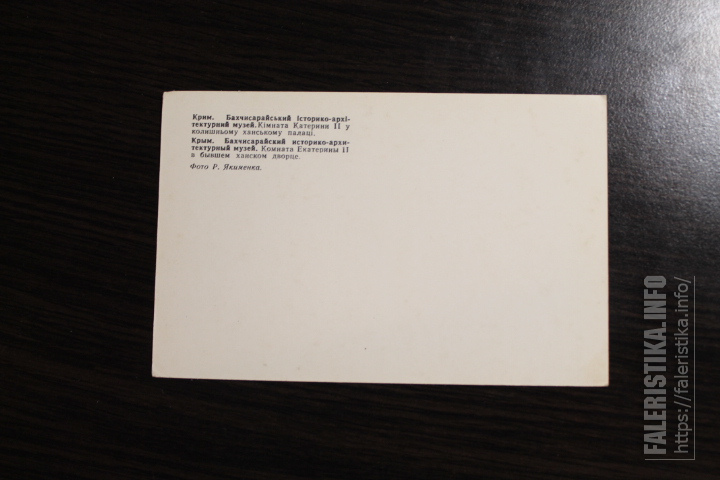 Крим. Бахчисарайський історико-архі-
тектурний музей. Кімната Катерини II у
колишньому ханському палаці.
Крым. Бахчисарайский историко-архи-
тектурный музей. Комната Екатерины II
в бывшем ханском дворце.
Фото Р. Якименка.
FALERISTIKA.INFO
https://faleristika.info/